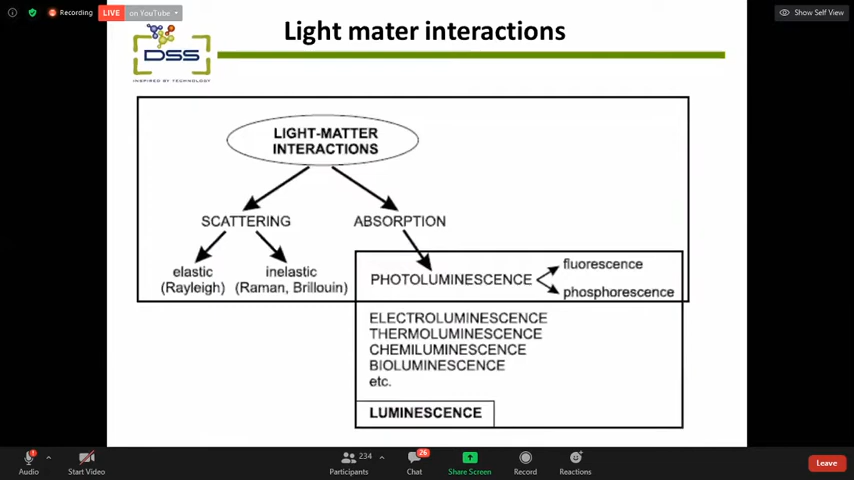 Recording
LIVE
on YouTube
Show Self View
Light mater interactions
DSS
INSPIRED BY TECHNOLOGY
LIGHT-MATTER
INTERACTIONS
SCATTERING
ABSORPTION
elastic
(Rayleigh)
inelastic
(Raman, Brillouin)
PHOTOLUMINESCENCE
fluorescence
phosphorescence
ELECTROLUMINESCENCE
THERMOLUMINESCENCE
CHEMILUMINESCENCE
BIOLUMINESCENCE
etc.
LUMINESCENCE
Audio
Start Video
234
Participants
26
Chat
Share Screen
Record
Reactions
Leave